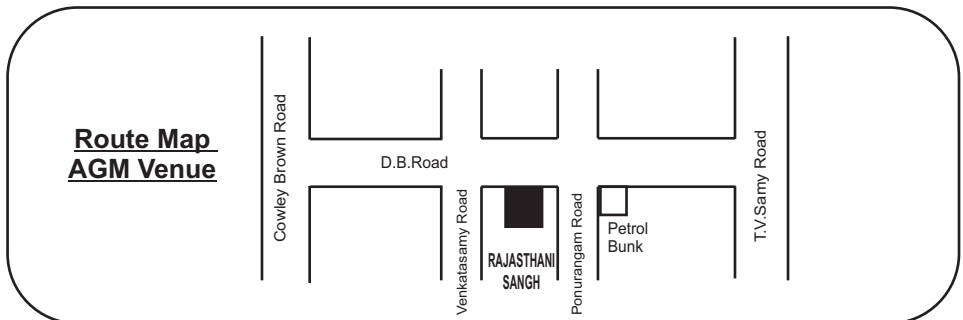 Route Map
AGM Venue
Cowley Brown Road
D.B.Road
Venkatasamy Road
RAJASTHANI
SANGH
Ponurangam Road
Petrol
Bunk
T.V.Samy Road